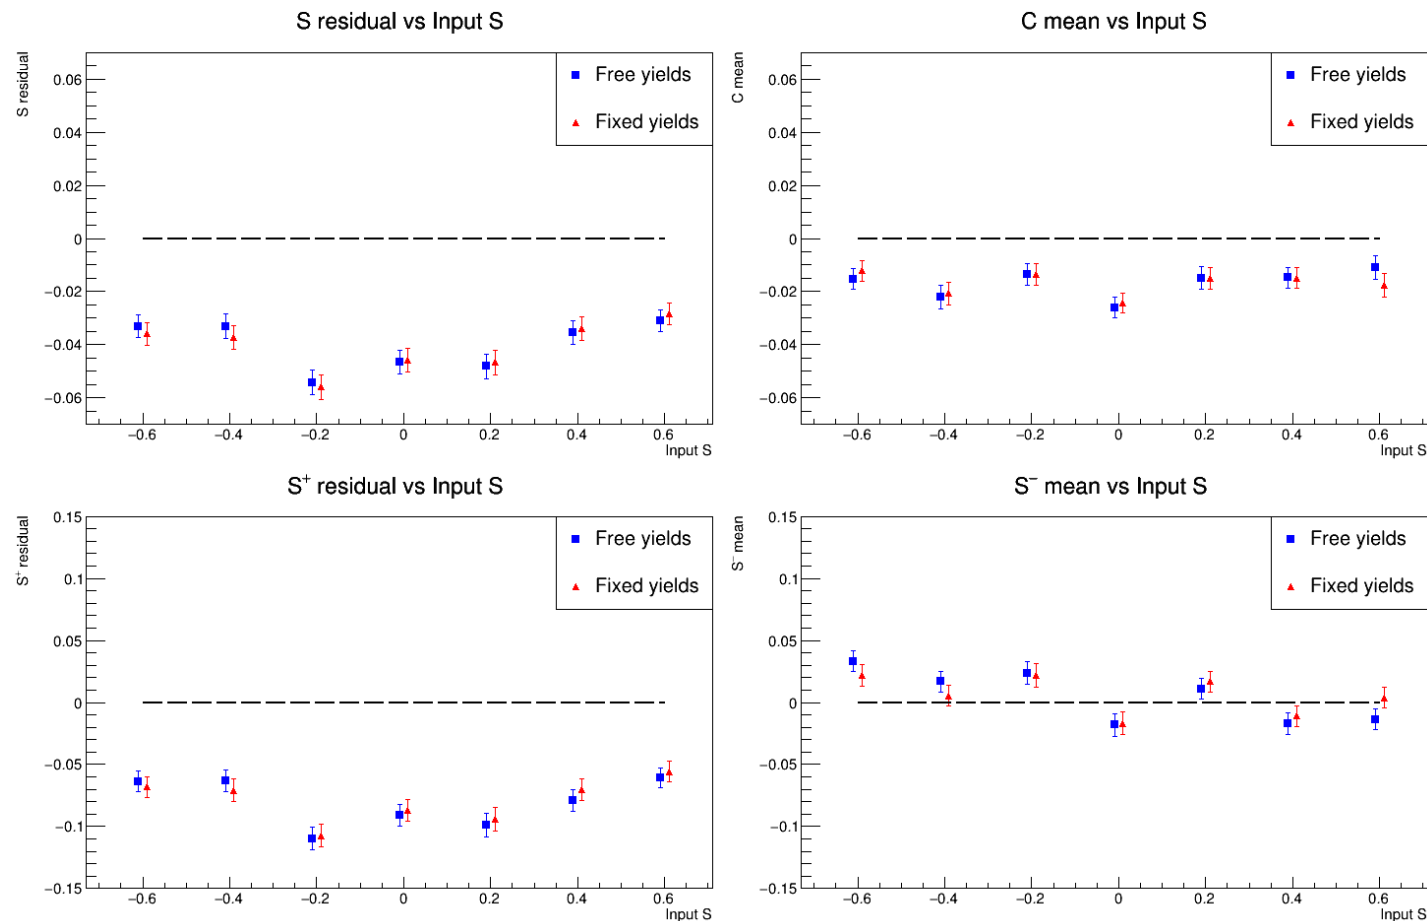 S residual vs Input S
S residual
0.06
0.04
0.02
0
−0.02
−0.04
−0.06
−0.6 −0.4 −0.2 0 0.2 0.4 0.6
Input S
Free yields
Fixed yields
C mean vs Input S
C mean
0.06
0.04
0.02
0
−0.02
−0.04
−0.06
−0.6 −0.4 −0.2 0 0.2 0.4 0.6
Input S
Free yields
Fixed yields
S⁺ residual vs Input S
S⁺ residual
0.15
0.1
0.05
0
−0.05
−0.1
−0.15
−0.6 −0.4 −0.2 0 0.2 0.4 0.6
Input S
Free yields
Fixed yields
S⁻ mean vs Input S
S⁻ mean
0.15
0.1
0.05
0
−0.05
−0.1
−0.15
−0.6 −0.4 −0.2 0 0.2 0.4 0.6
Input S
Free yields
Fixed yields